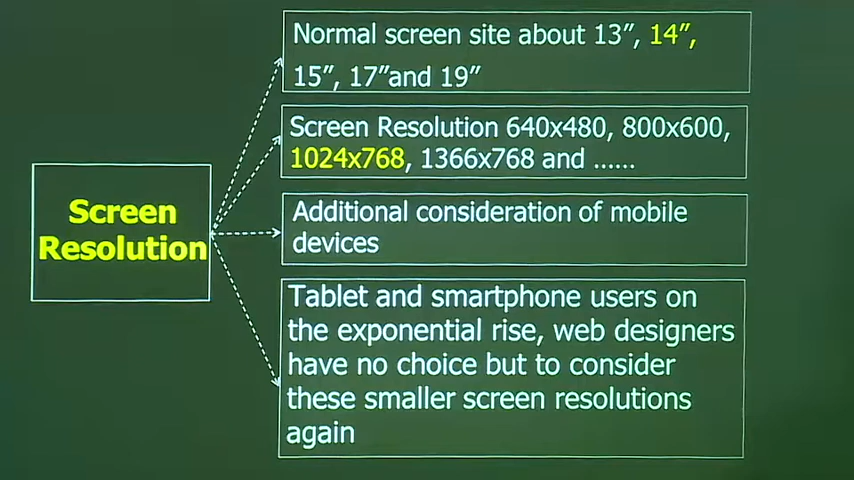 Screen
Resolution
Normal screen site about 13”, 14”,
15”, 17”and 19”
Screen Resolution 640x480, 800x600,
1024x768, 1366x768 and ......
Additional consideration of mobile
devices
Tablet and smartphone users on
the exponential rise, web designers
have no choice but to consider
these smaller screen resolutions
again